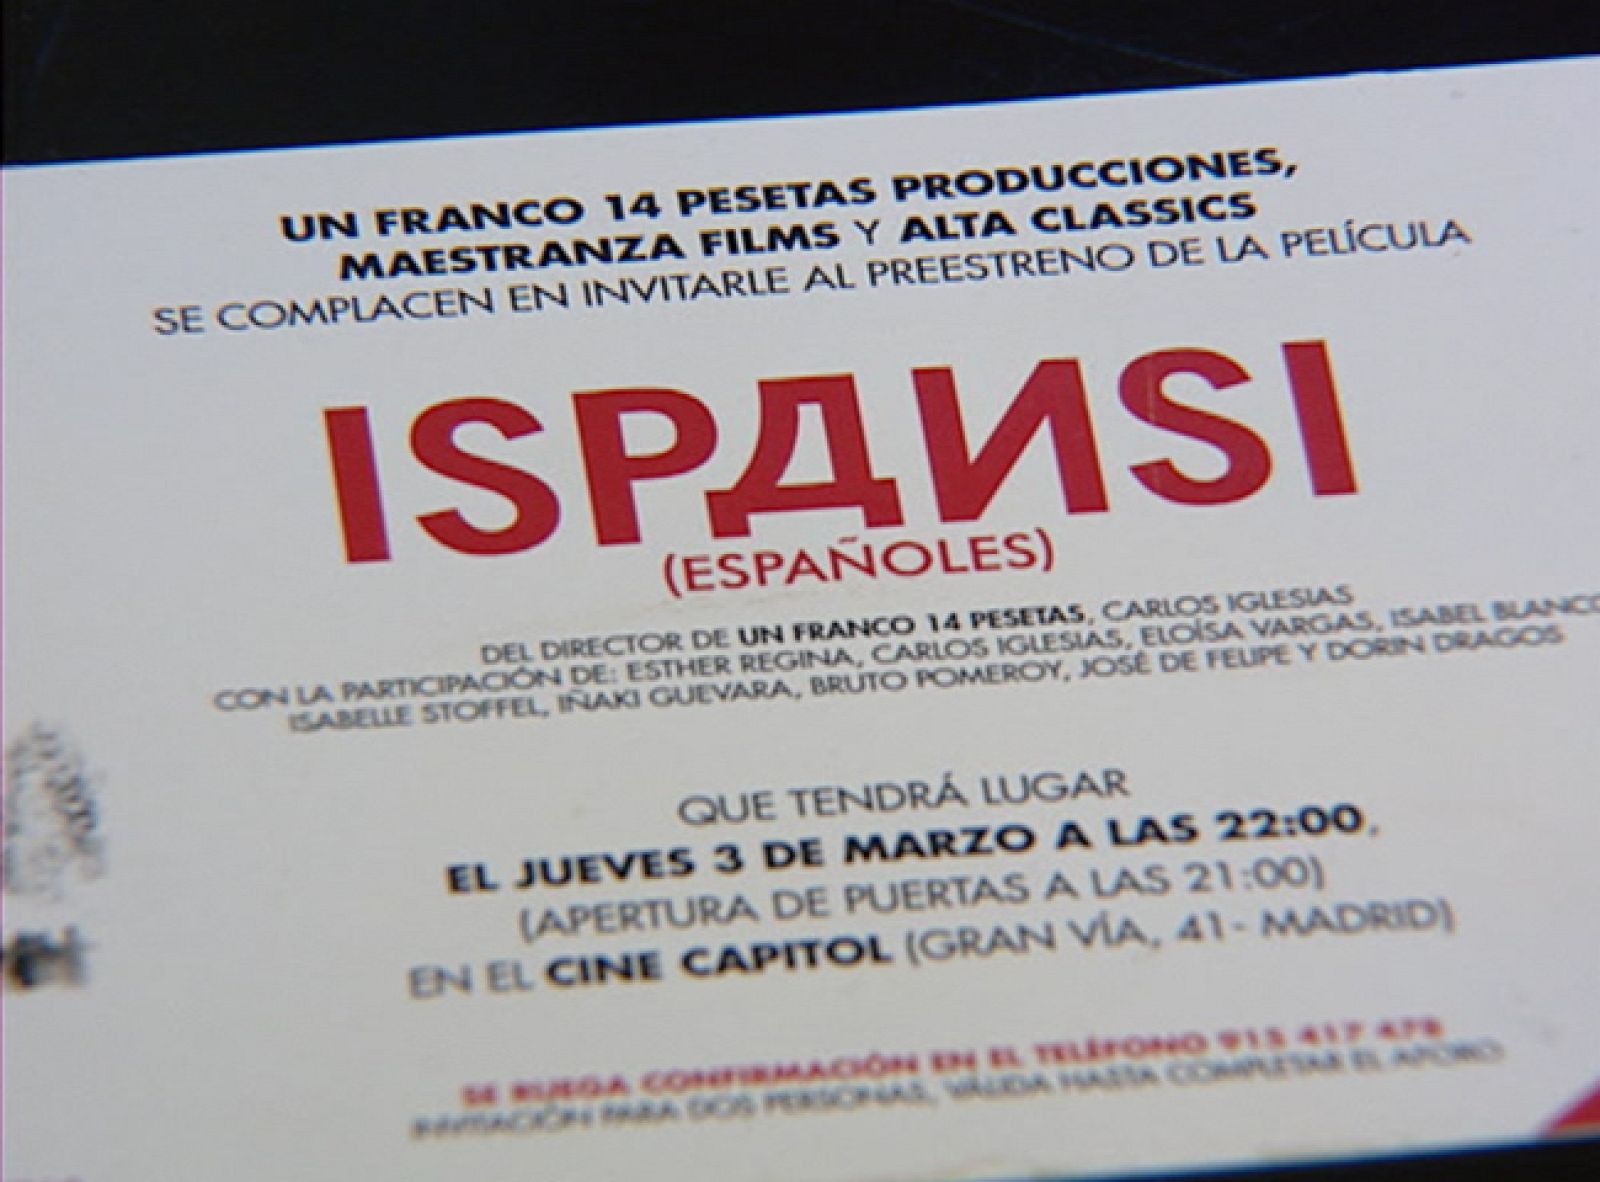 UN FRANCO 14 PESETAS PRODUCCIONES,
MAESTRANZA FILMS Y ALTA CLASSICS
SE COMPLACEN EN INVITARLE AL PREESTRENO DE LA PELÍCULA
ISPДИSI
(ESPAÑOLES)
DEL DIRECTOR DE UN FRANCO 14 PESETAS, CARLOS IGLESIAS
CON LA PARTICIPACIÓN DE: ESTHER REGINA, CARLOS IGLESIAS, ELOÍSA VARGAS, ISABEL BLANCO
ISABELLE STOFFEL, IÑAKI GUEVARA, BRUTO POMEROY, JOSÉ DE FELIPE Y DORIN DRAGOS
QUE TENDRÁ LUGAR
EL JUEVES 3 DE MARZO A LAS 22:00,
(APERTURA DE PUERTAS A LAS 21:00)
EN EL CINE CAPITOL (GRAN VÍA, 41- MADRID)
SE RUEGA CONFIRMACIÓN EN EL TELÉFONO 915 417 478
INVITACIÓN PARA DOS PERSONAS, VÁLIDA HASTA COMPLETAR EL AFORO